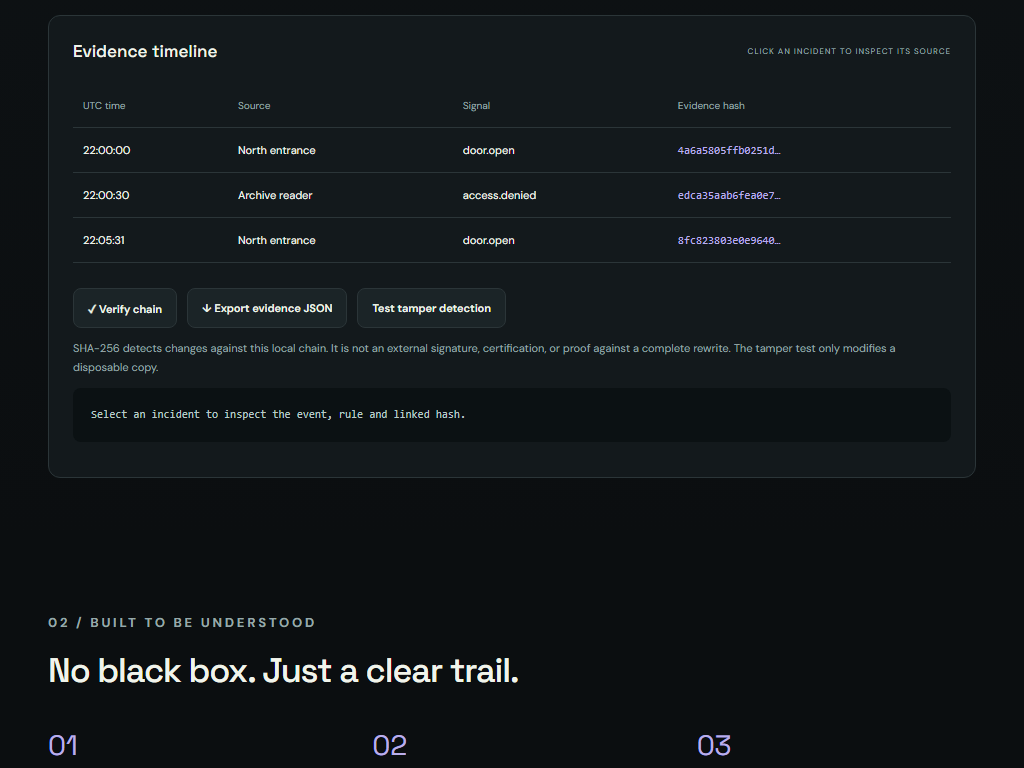 Evidence timeline
CLICK AN INCIDENT TO INSPECT ITS SOURCE
UTC time Source Signal Evidence hash
22:00:00 North entrance door.open 4a6a5805ffb0251d…
22:00:30 Archive reader access.denied edca35aab6fea0e7…
22:05:31 North entrance door.open 8fc823803e0e9640…
✓ Verify chain ↓ Export evidence JSON Test tamper detection
SHA-256 detects changes against this local chain. It is not an external signature, certification, or proof against a complete rewrite. The tamper test only modifies a
disposable copy.
Select an incident to inspect the event, rule and linked hash.
02 / BUILT TO BE UNDERSTOOD
No black box. Just a clear trail.
01 02 03